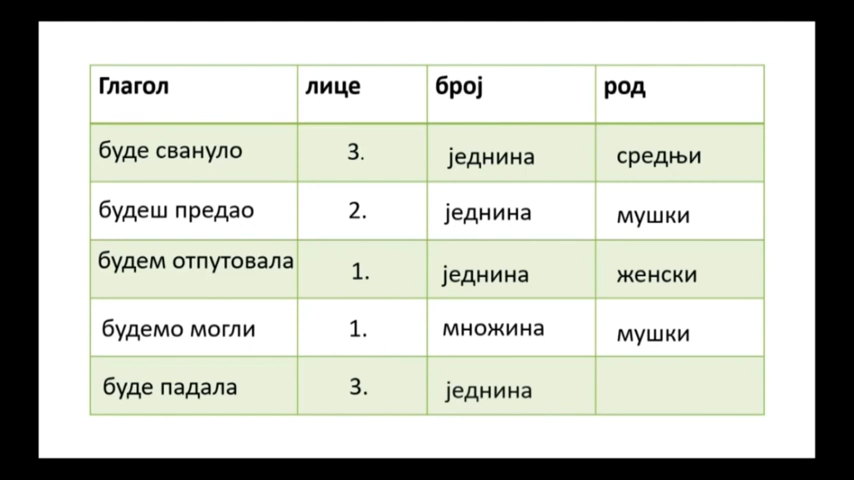 Глагол лице број род
буде свануло 3. једнина средњи
будеш предао 2. једнина мушки
будем отпутовала 1. једнина женски
будемо могли 1. множина мушки
буде падала 3. једнина